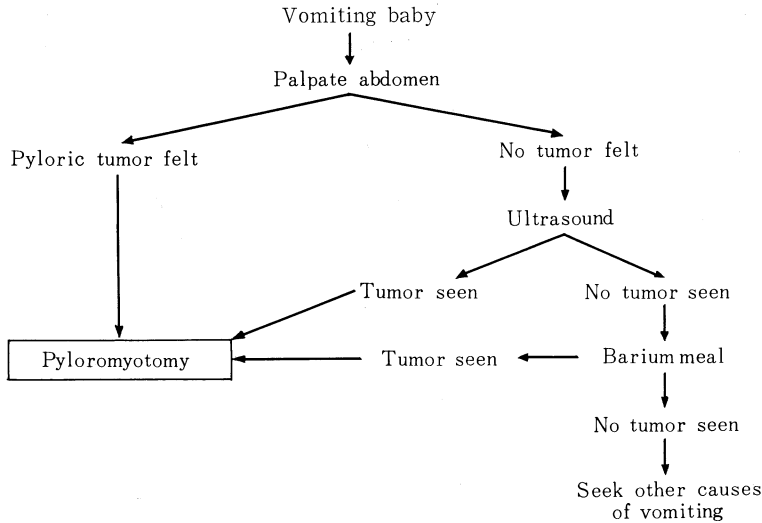 Vomiting baby
Palpate abdomen
Pyloric tumor felt
No tumor felt
Ultrasound
Tumor seen
No tumor seen
Pyloromyotomy
Tumor seen
Barium meal
No tumor seen
Seek other causes
of vomiting